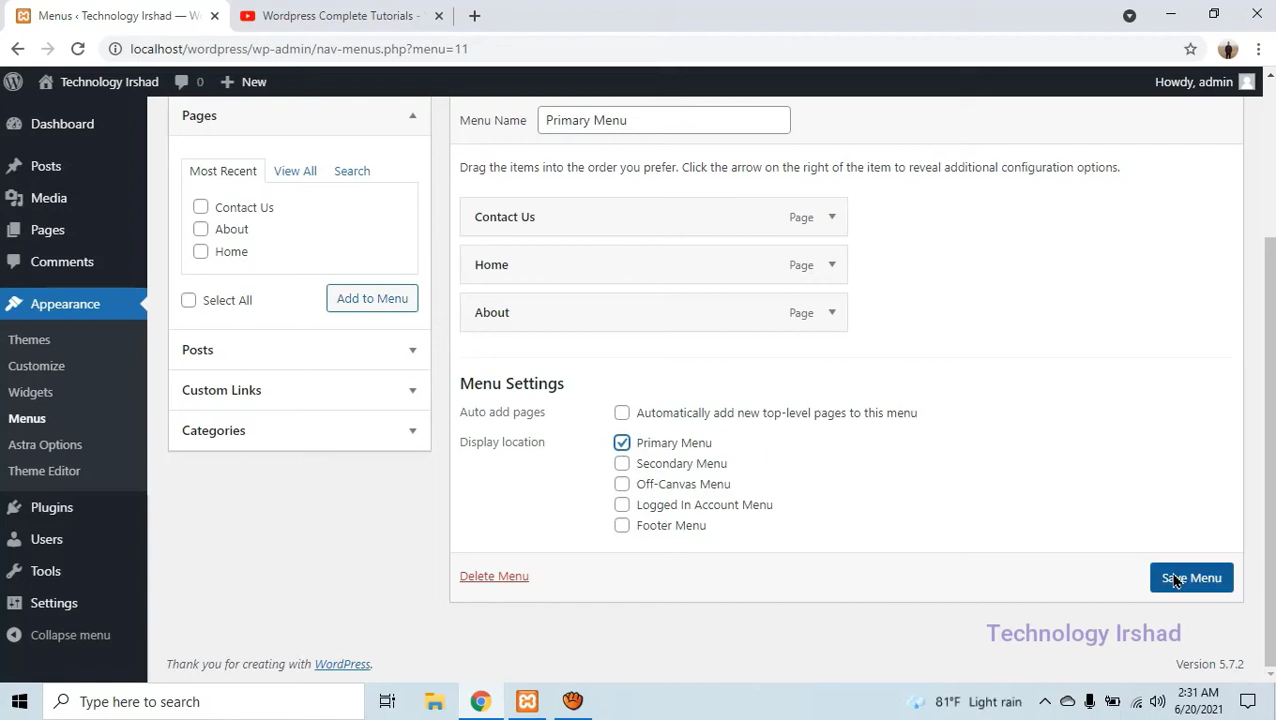 Menus ‹ Technology Irshad — W
Wordpress Complete Tutorials -
localhost/wordpress/wp-admin/nav-menus.php?menu=11
Technology Irshad
0
New
Howdy, admin
Dashboard
Posts
Media
Pages
Comments
Appearance
Themes
Customize
Widgets
Menus
Astra Options
Theme Editor
Plugins
Users
Tools
Settings
Collapse menu
Pages
Most Recent View All Search
Contact Us
About
Home
Select All
Add to Menu
Posts
Custom Links
Categories
Menu Name Primary Menu
Drag the items into the order you prefer. Click the arrow on the right of the item to reveal additional configuration options.
Contact Us Page
Home Page
About Page
Menu Settings
Auto add pages Automatically add new top-level pages to this menu
Display location Primary Menu
Secondary Menu
Off-Canvas Menu
Logged In Account Menu
Footer Menu
Delete Menu
Save Menu
Technology Irshad
Thank you for creating with WordPress.
Version 5.7.2
Type here to search
81°F Light rain
2:31 AM
6/20/2021